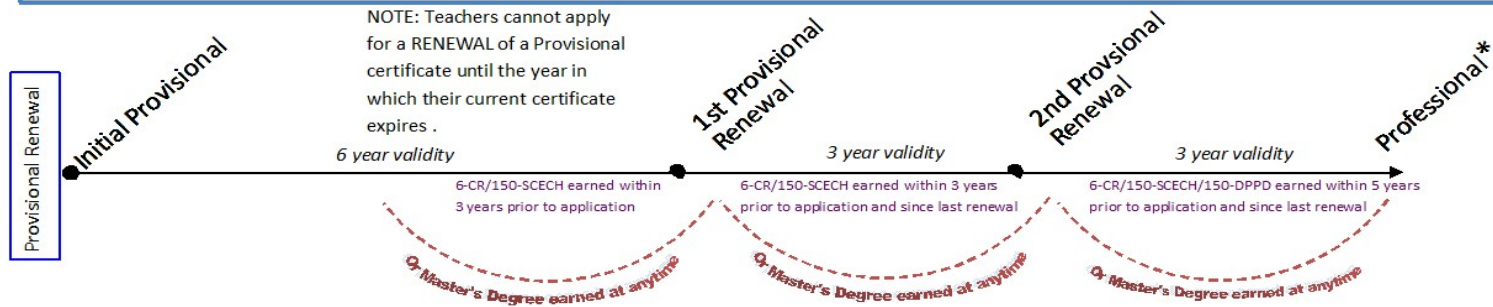 NOTE: Teachers cannot apply
for a RENEWAL of a Provisional
certificate until the year in
which their current certificate
expires .
Provisional Renewal
Initial Provisional
1st Provisional
Renewal
2nd Provsional
Renewal
Professional*
6 year validity
3 year validity
3 year validity
6-CR/150-SCECH earned within
3 years prior to application
6-CR/150-SCECH earned within 3 years
prior to application and since last renewal
6-CR/150-SCECH/150-DPPD earned within 5 years
prior to application and since last renewal
Or Master's Degree earned at anytime
Or Master's Degree earned at anytime
Or Master's Degree earned at anytime